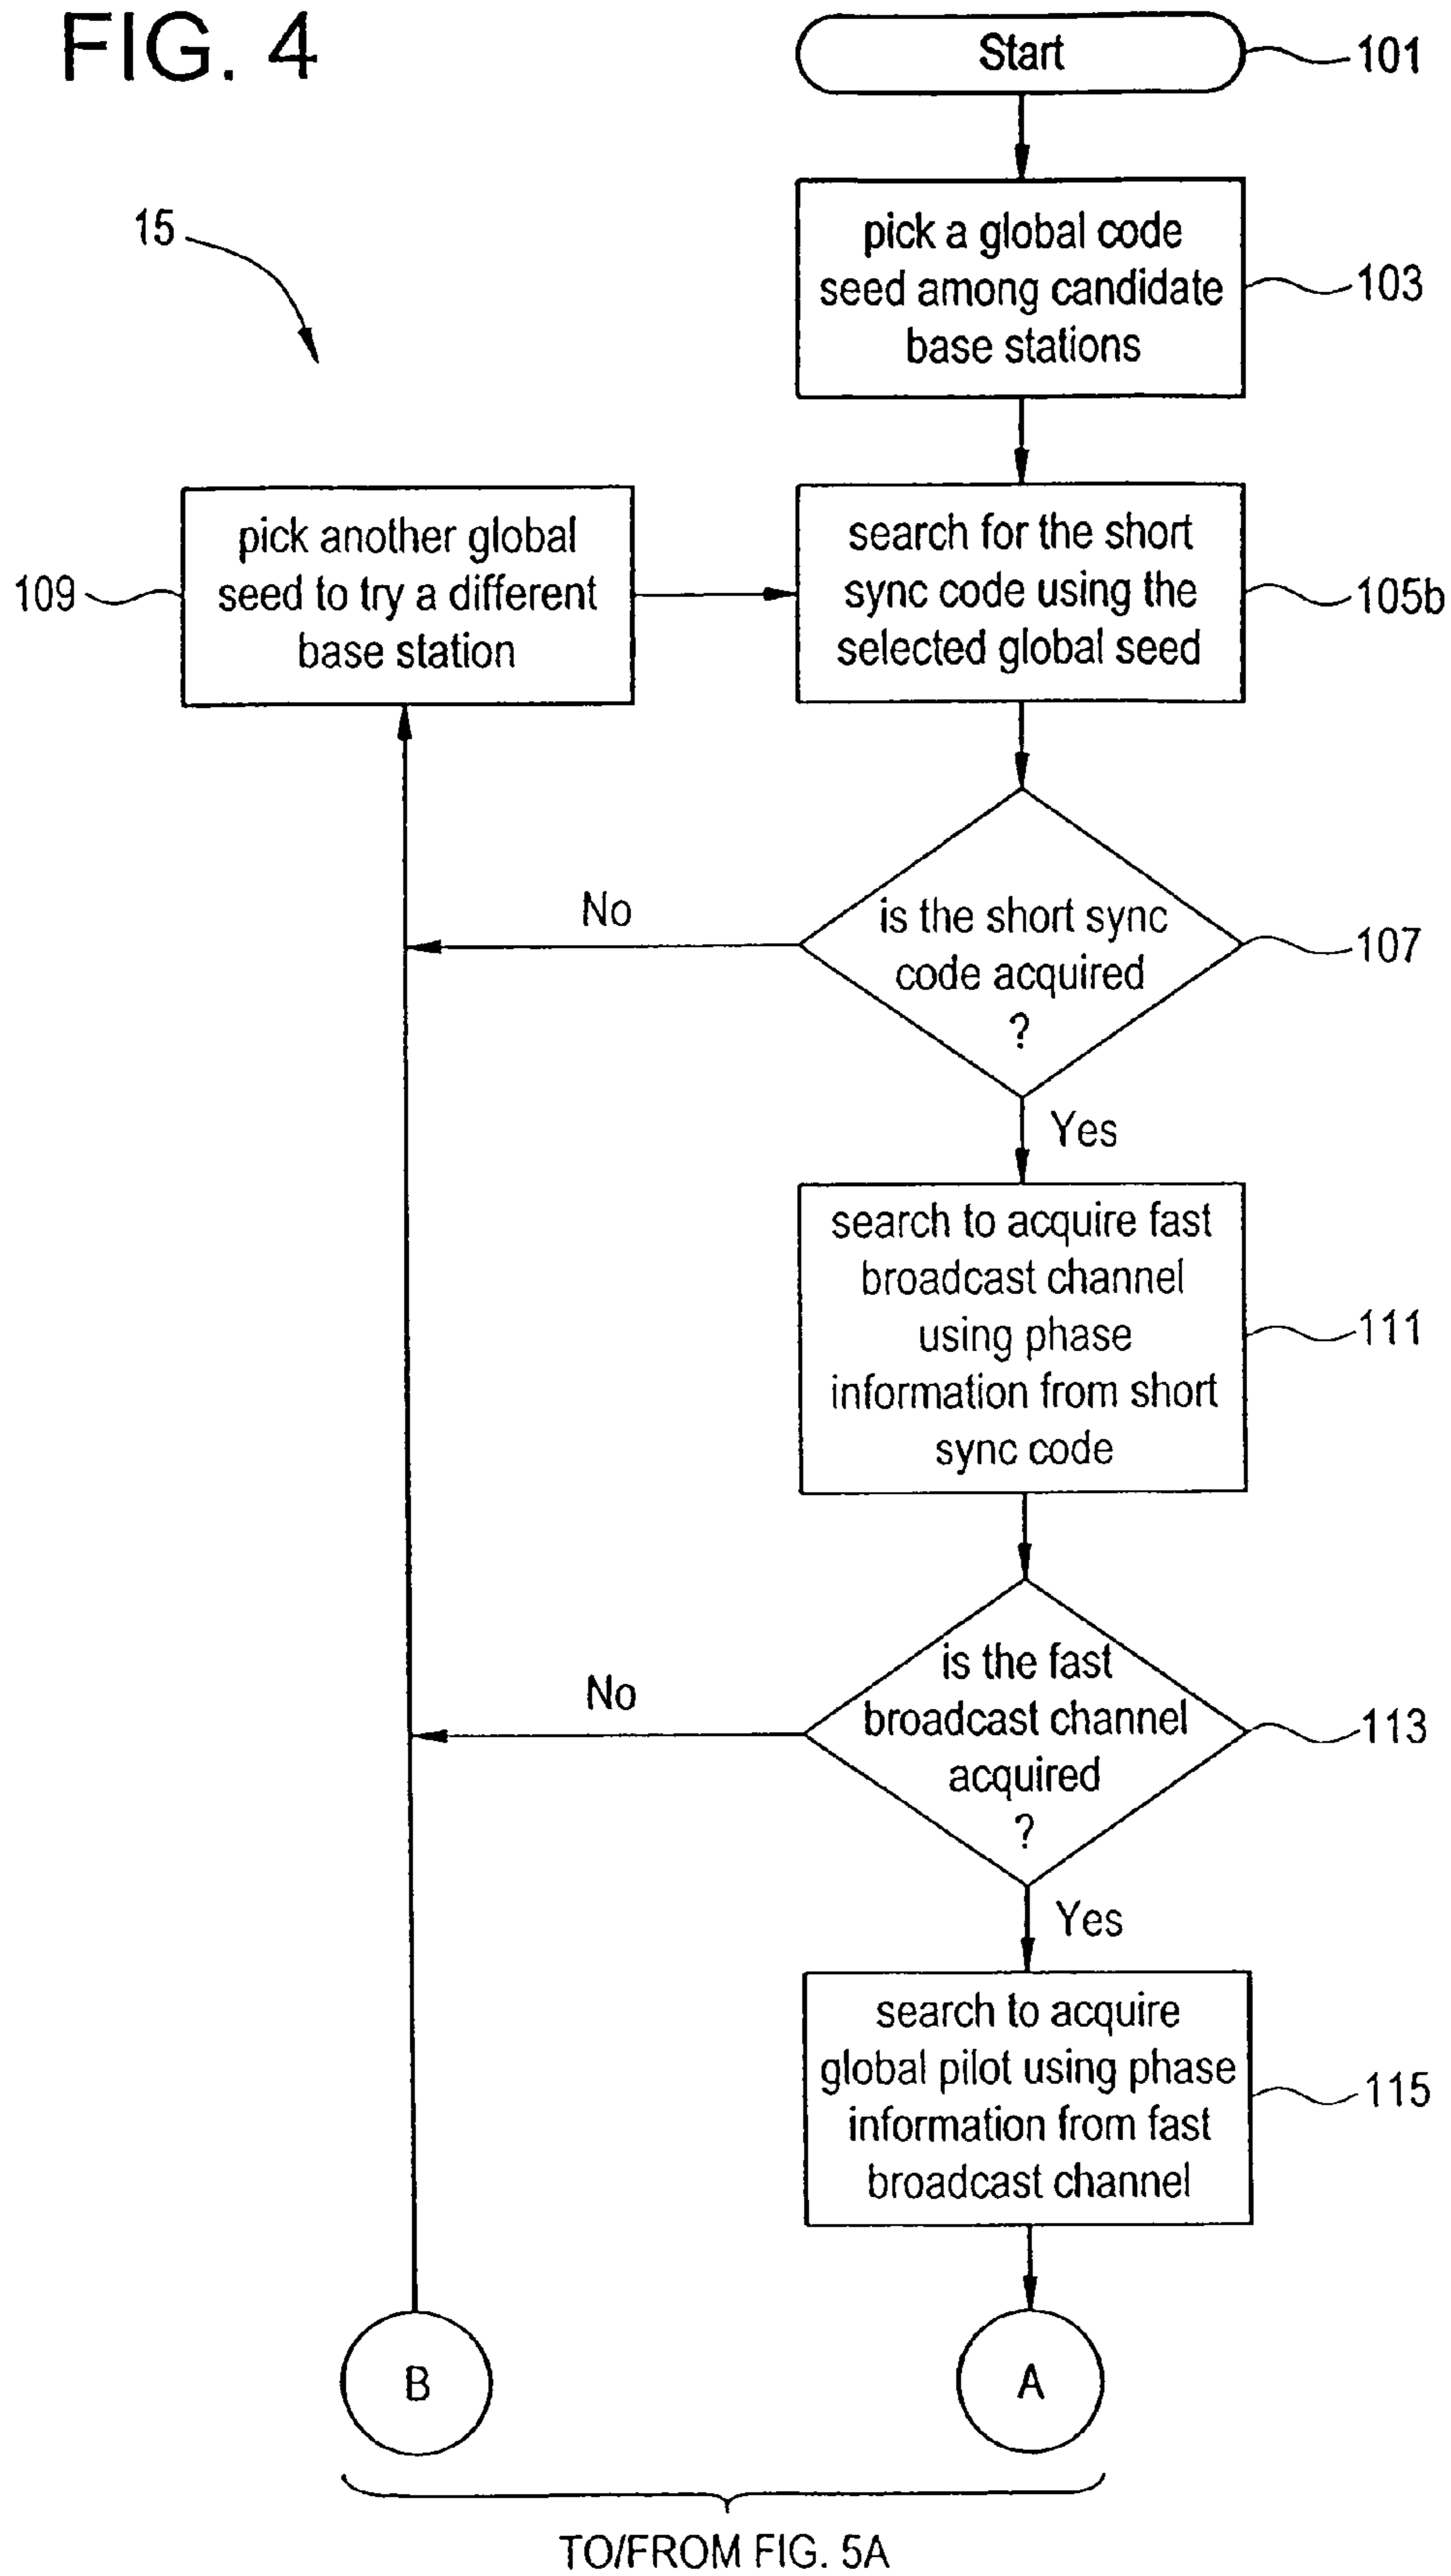 FIG. 4
Start
101
15
pick a global code
seed among candidate
base stations
103
pick another global
seed to try a different
base station
109
search for the short
sync code using the
selected global seed
105b
No
is the short sync
code acquired
?
107
Yes
search to acquire fast
broadcast channel
using phase
information from short
sync code
111
No
is the fast
broadcast channel
acquired
?
113
Yes
search to acquire
global pilot using phase
information from fast
broadcast channel
115
B
A
TO/FROM FIG. 5A